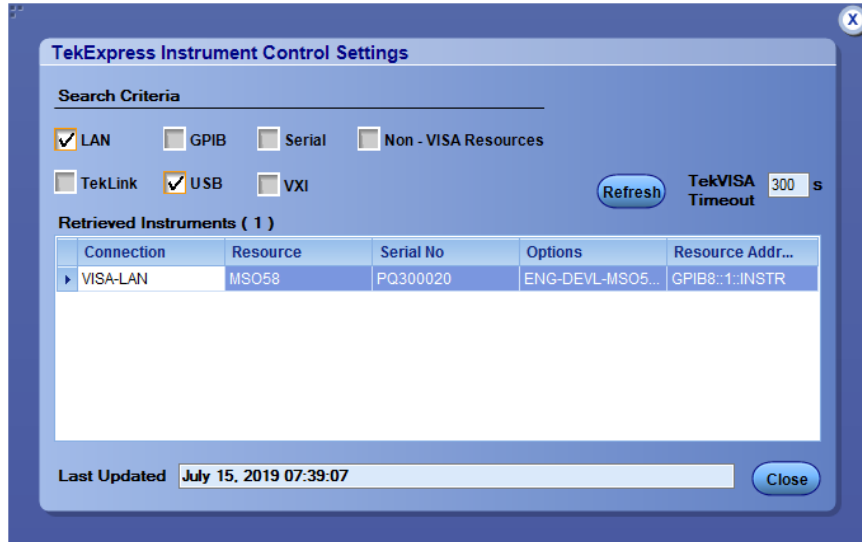 X
TekExpress Instrument Control Settings
Search Criteria
LAN GPIB Serial Non - VISA Resources
TekLink USB VXI
Refresh TekVISA Timeout 300 s
Retrieved Instruments ( 1 )
Connection Resource Serial No Options Resource Addr...
VISA-LAN MSO58 PQ300020 ENG-DEVL-MSO5... GPIB8::1::INSTR
Last Updated July 15, 2019 07:39:07 Close